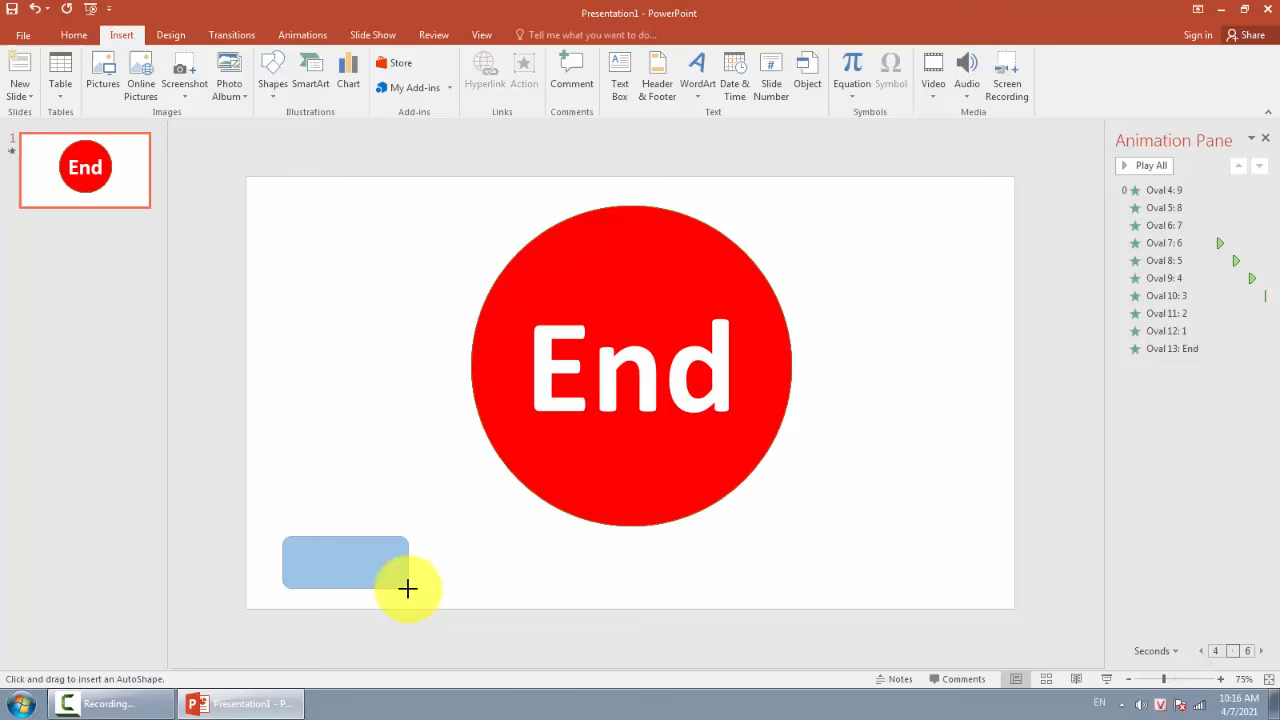 Presentation1 - PowerPoint
File Home Insert Design Transitions Animations Slide Show Review View Tell me what you want to do... Sign in Share
New Slide
Table
Pictures
Online Pictures
Screenshot
Photo Album
Shapes
SmartArt
Chart
Store
My Add-ins
Hyperlink
Action
Comment
Text Box
Header & Footer
WordArt
Date & Time
Slide Number
Object
Equation
Symbol
Video
Audio
Screen Recording
Slides Tables Images Illustrations Add-ins Links Comments Text Symbols Media
1
End
End
Animation Pane
Play All
0 Oval 4: 9
Oval 5: 8
Oval 6: 7
Oval 7: 6
Oval 8: 5
Oval 9: 4
Oval 10: 3
Oval 11: 2
Oval 12: 1
Oval 13: End
Seconds 4 6
Click and drag to insert an AutoShape. Notes Comments 75%
Recording... Presentation1 - P... EN 10:16 AM
4/7/2021